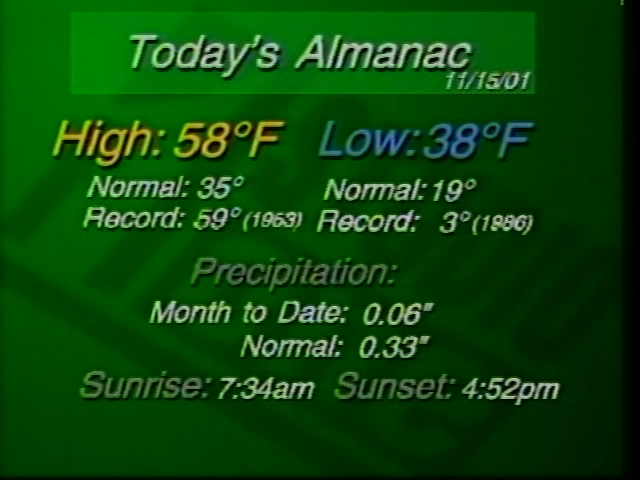 Today's Almanac
11/15/01
High: 58°F Low: 38°F
Normal: 35° Normal: 19°
Record: 59° (1953) Record: 3° (1986)
Precipitation:
Month to Date: 0.06"
Normal: 0.33"
Sunrise: 7:34am Sunset: 4:52pm